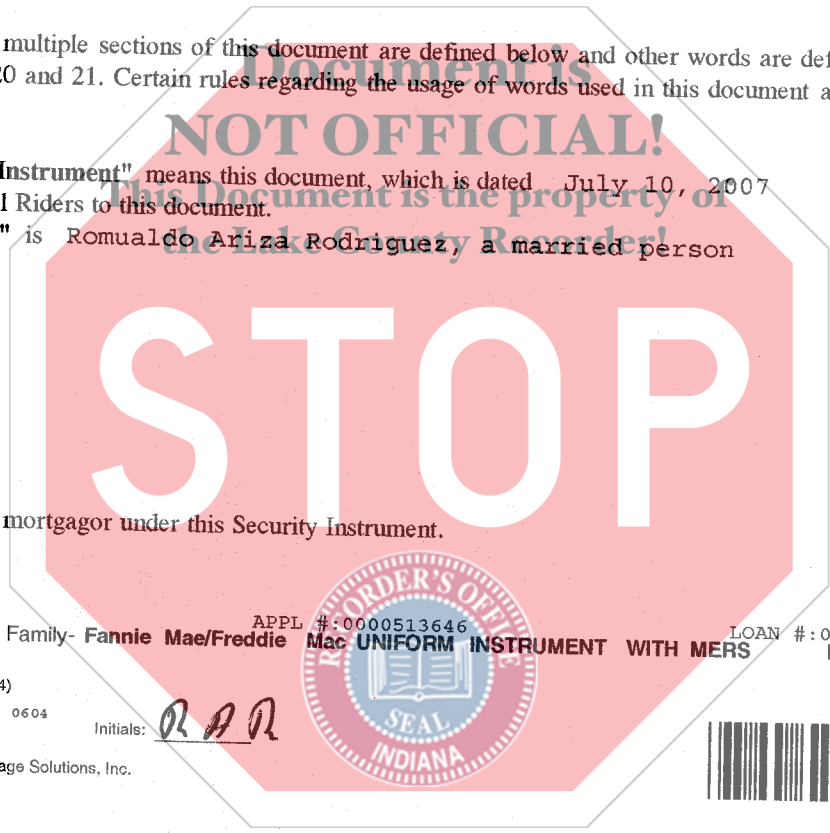 multiple sections of this document are defined below and other words are def
20 and 21. Certain rules regarding the usage of words used in this document a
Document is
NOT OFFICIAL!
This Document is the property of
the Lake County Recorder!
Instrument" means this document, which is dated July 10, 2007
l Riders to this document.
" is Romualdo Ariza Rodriguez, a married person
STOP
mortgagor under this Security Instrument.
APPL #:0000513646
LOAN #:0
Family- Fannie Mae/Freddie Mac UNIFORM INSTRUMENT WITH MERS
4)
0604
Initials: RAR
age Solutions, Inc.
RECORDER'S OFFICE
SEAL
INDIANA